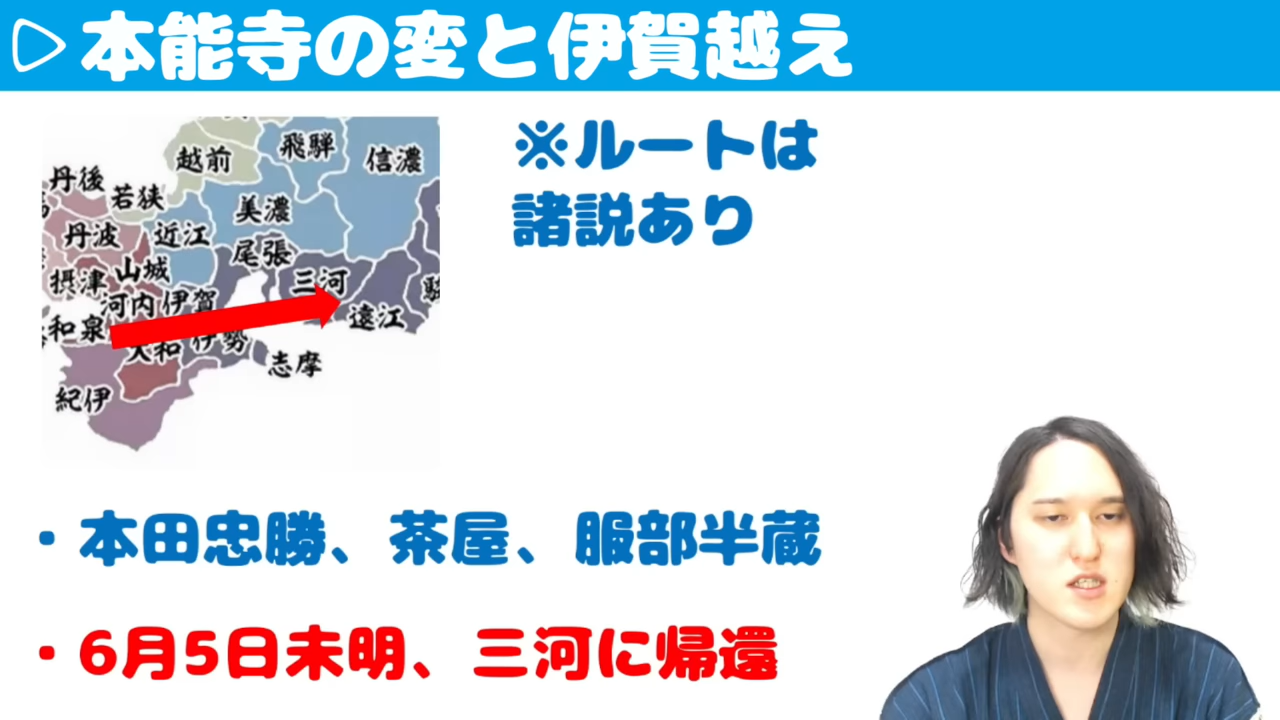 本能寺の変と伊賀越え
※ルートは
諸説あり
越前
飛騨
信濃
丹後
若狭
美濃
丹波
近江
尾張
摂津
山城
三河
河内
伊賀
遠江
和泉
大和
伊勢
志摩
紀伊
・本田忠勝、茶屋、服部半蔵
・6月5日未明、三河に帰還